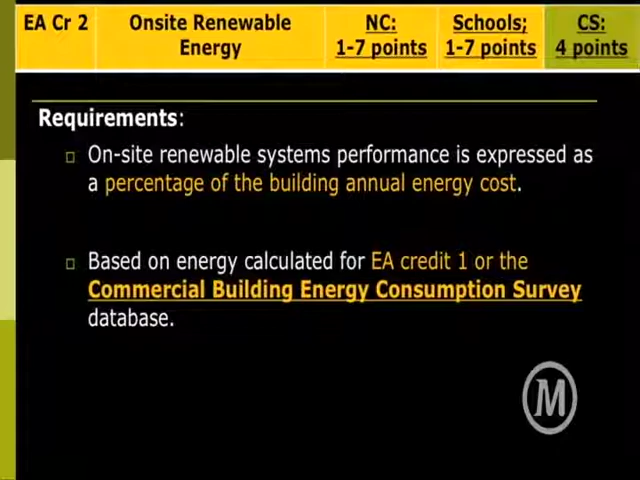 EA Cr 2 Onsite Renewable Energy NC: 1-7 points Schools; 1-7 points CS: 4 points
Requirements:
On-site renewable systems performance is expressed as
a percentage of the building annual energy cost.
Based on energy calculated for EA credit 1 or the
Commercial Building Energy Consumption Survey
database.
M